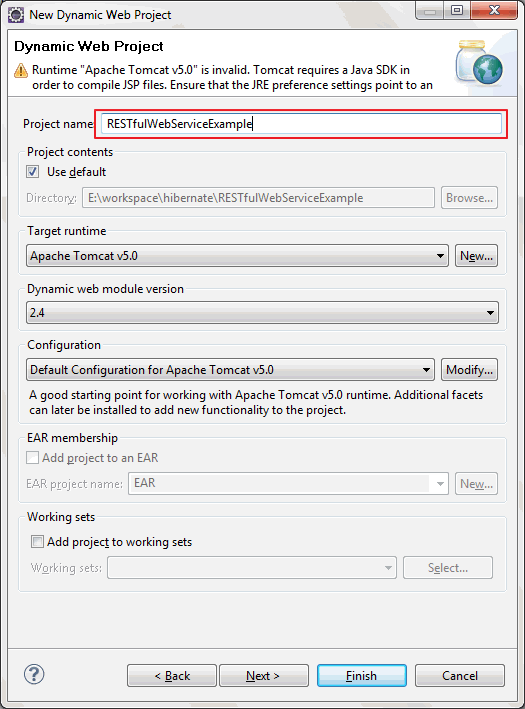 New Dynamic Web Project
Dynamic Web Project
Runtime "Apache Tomcat v5.0" is invalid. Tomcat requires a Java SDK in
order to compile JSP files. Ensure that the JRE preference settings point to an
Project name: RESTfulWebServiceExample
Project contents
Use default
Directory: E:\workspace\hibernate\RESTfulWebServiceExample Browse...
Target runtime
Apache Tomcat v5.0 New...
Dynamic web module version
2.4
Configuration
Default Configuration for Apache Tomcat v5.0 Modify...
A good starting point for working with Apache Tomcat v5.0 runtime. Additional facets
can later be installed to add new functionality to the project.
EAR membership
Add project to an EAR
EAR project name: EAR New...
Working sets
Add project to working sets
Working sets: Select...
? < Back Next > Finish Cancel